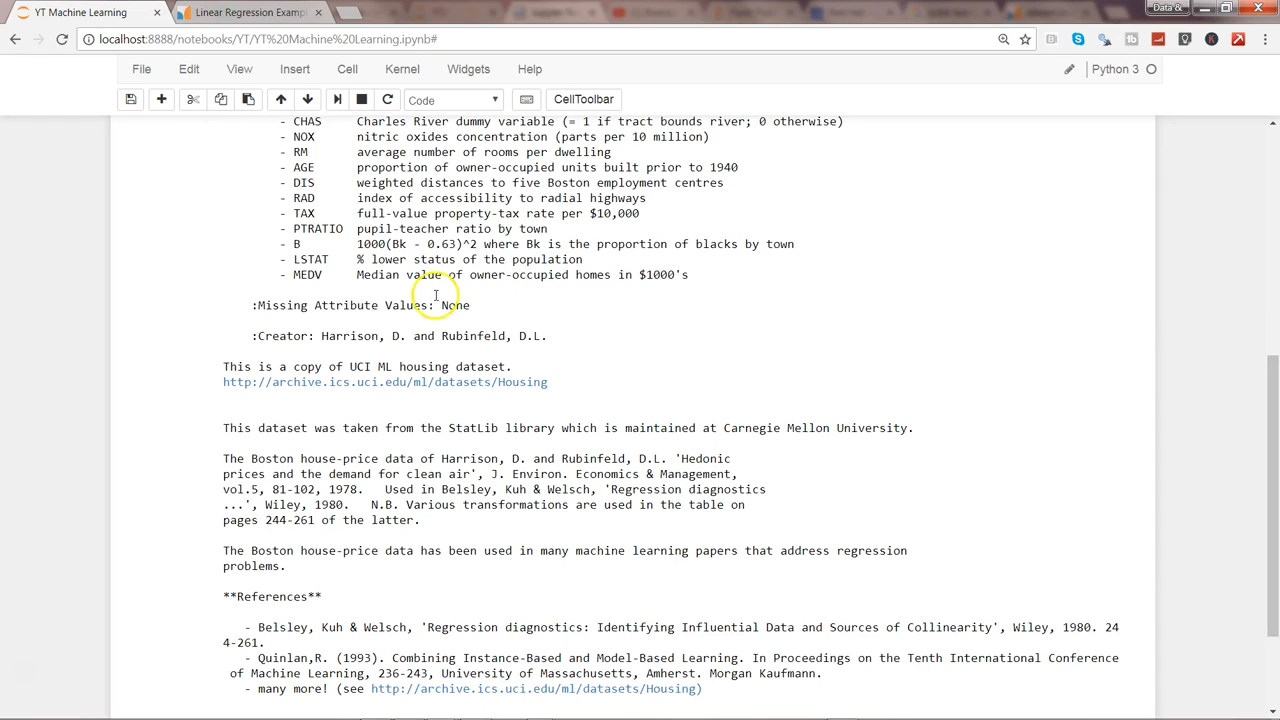 YT Machine Learning
Linear Regression Exampl
Data &
localhost:8888/notebooks/YT/YT%20Machine%20Learning.ipynb#
File Edit View Insert Cell Kernel Widgets Help Python 3
Code CellToolbar
- CHAS Charles River dummy variable (= 1 if tract bounds river; 0 otherwise)
- NOX nitric oxides concentration (parts per 10 million)
- RM average number of rooms per dwelling
- AGE proportion of owner-occupied units built prior to 1940
- DIS weighted distances to five Boston employment centres
- RAD index of accessibility to radial highways
- TAX full-value property-tax rate per $10,000
- PTRATIO pupil-teacher ratio by town
- B 1000(Bk - 0.63)^2 where Bk is the proportion of blacks by town
- LSTAT % lower status of the population
- MEDV Median value of owner-occupied homes in $1000's
:Missing Attribute Values: None
:Creator: Harrison, D. and Rubinfeld, D.L.
This is a copy of UCI ML housing dataset.
http://archive.ics.uci.edu/ml/datasets/Housing
This dataset was taken from the StatLib library which is maintained at Carnegie Mellon University.
The Boston house-price data of Harrison, D. and Rubinfeld, D.L. 'Hedonic
prices and the demand for clean air', J. Environ. Economics & Management,
vol.5, 81-102, 1978. Used in Belsley, Kuh & Welsch, 'Regression diagnostics
...', Wiley, 1980. N.B. Various transformations are used in the table on
pages 244-261 of the latter.
The Boston house-price data has been used in many machine learning papers that address regression
problems.
**References**
- Belsley, Kuh & Welsch, 'Regression diagnostics: Identifying Influential Data and Sources of Collinearity', Wiley, 1980. 24
4-261.
- Quinlan,R. (1993). Combining Instance-Based and Model-Based Learning. In Proceedings on the Tenth International Conference
of Machine Learning, 236-243, University of Massachusetts, Amherst. Morgan Kaufmann.
- many more! (see http://archive.ics.uci.edu/ml/datasets/Housing)